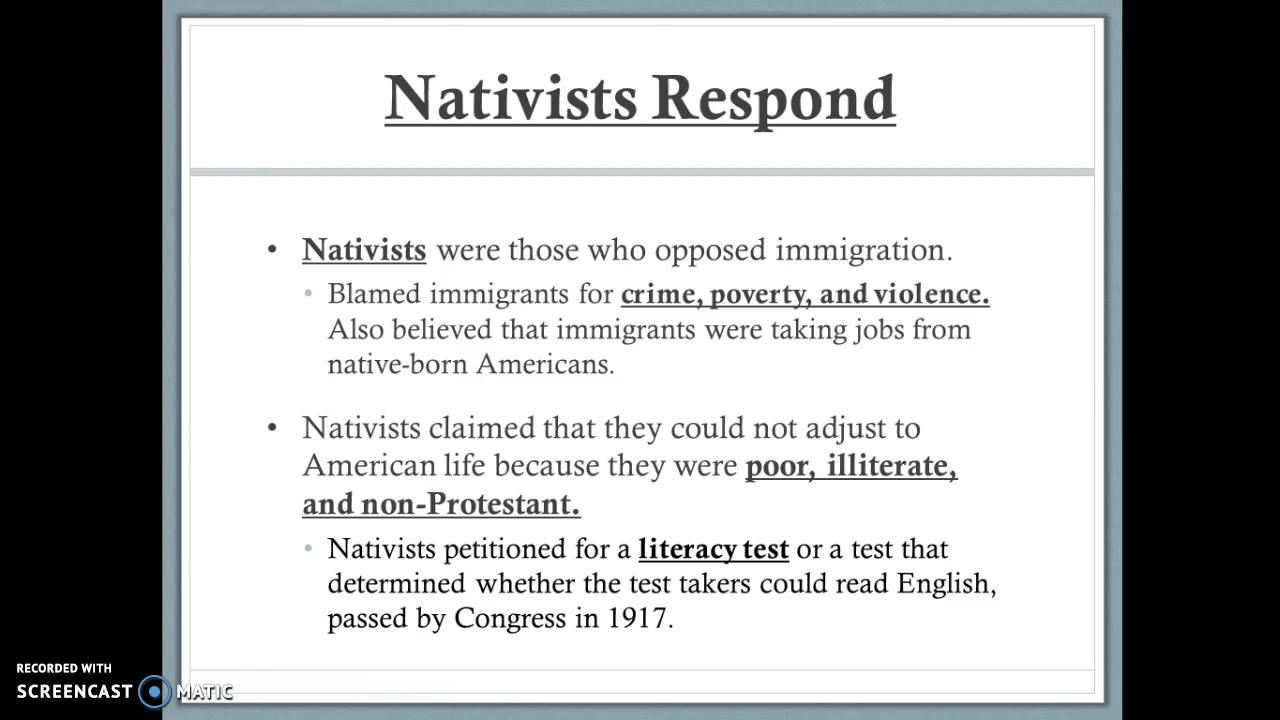 Nativists Respond
• Nativists were those who opposed immigration.
• Blamed immigrants for crime, poverty, and violence.
Also believed that immigrants were taking jobs from
native-born Americans.
• Nativists claimed that they could not adjust to
American life because they were poor, illiterate,
and non-Protestant.
• Nativists petitioned for a literacy test or a test that
determined whether the test takers could read English,
passed by Congress in 1917.
RECORDED WITH
SCREENCAST MATIC